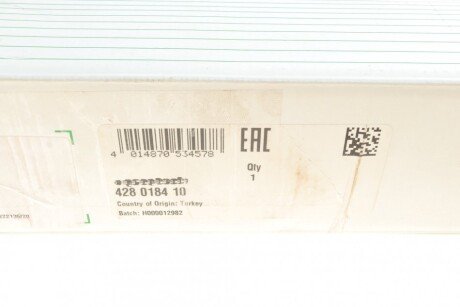 4 014870 534578
EAC
Qty
1
428 0184 10
Country of Origin: Turkey
Batch: H000012982